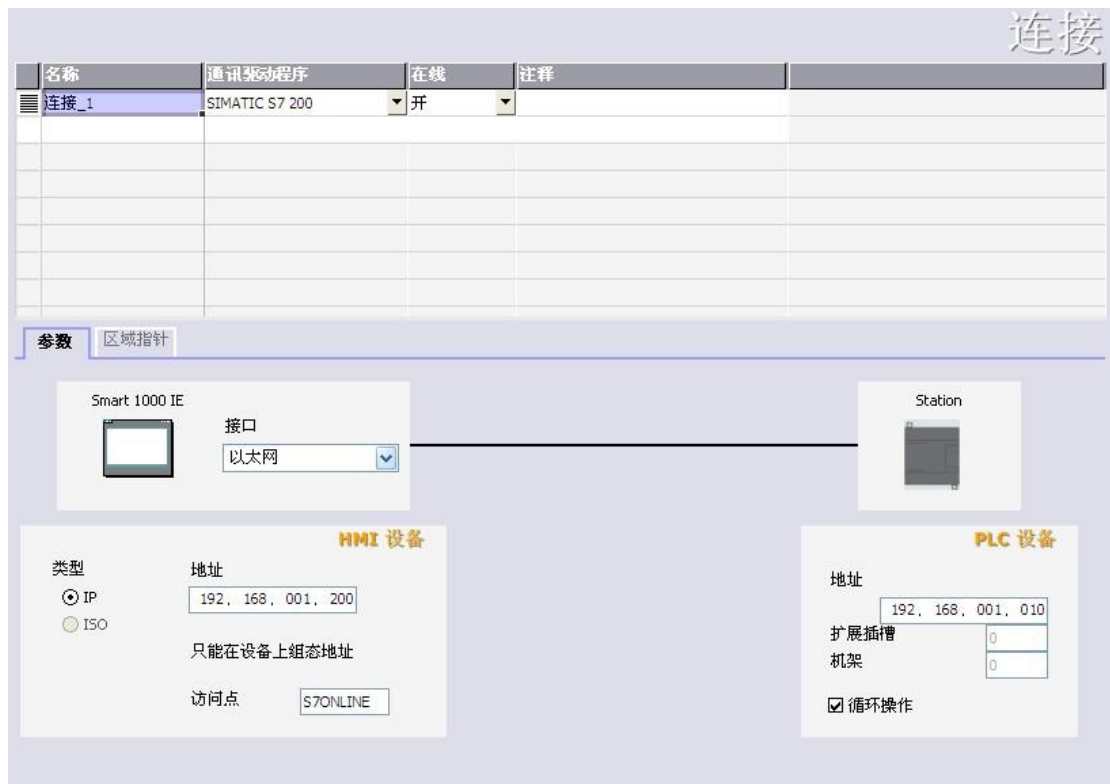 连接
名称 通讯驱动程序 在线 注释
连接_1 SIMATIC S7 200 开
参数 区域指针
Smart 1000 IE
接口
以太网
Station
HMI 设备
类型 地址
IP 192. 168. 001. 200
ISO
只能在设备上组态地址
访问点 S7ONLINE
PLC 设备
地址
192. 168. 001. 010
扩展插槽 0
机架 0
循环操作